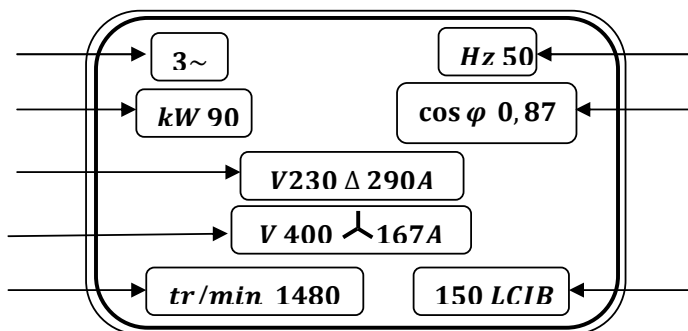 3~
Hz 50
kW 90
cos φ 0,87
V230 Δ 290A
V 400 ⅄ 167A
tr/min 1480
150 LCIB